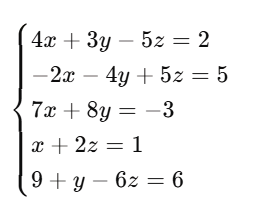 4x + 3y – 5z = 2
–2x – 4y + 5z = 5
7x + 8y = –3
x + 2z = 1
9 + y – 6z = 6